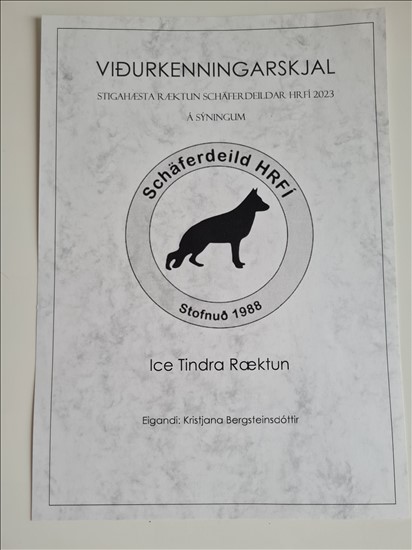 VIÐURKENNINGARSKJAL
STIGAHÆSTA RÆKTUN SCHÄFERDEILDAR HRFÍ 2023
Á SÝNINGUM
Schäferdeild HRFÍ
Stofnuð 1988
Ice Tindra Ræktun
Eigandi: Kristjana Bergsteinsdóttir